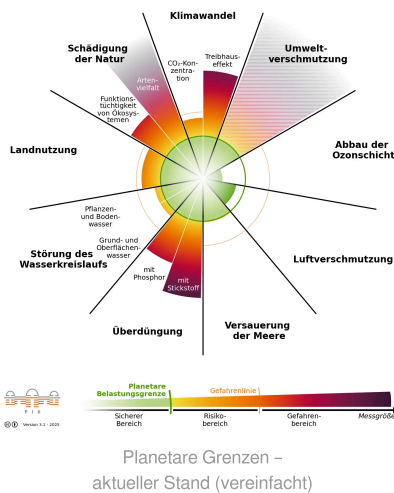 Klimawandel
Schädigung
der Natur
Umwelt-
verschmutzung
CO₂-Kon-
zentra-
tion
Treibhaus-
effekt
Arten-
vielfalt
Funktions-
tüchtigkeit
von Ökosys-
temen
Landnutzung
Abbau der
Ozonschicht
Pflanzen-
und Boden-
wasser
Grund- und
Oberflächen-
wasser
Störung des
Wasserkreislaufs
mit
Phosphor
mit
Stickstoff
Luftverschmutzung
Überdüngung
Versauerung
der Meere
Planetare
Belastungsgrenze
Gefahrenlinie
Sicherer
Bereich
Risiko-
bereich
Gefahren-
bereich
Messgröße
P I K
Version 3.1 - 2025
Planetare Grenzen –
aktueller Stand (vereinfacht)